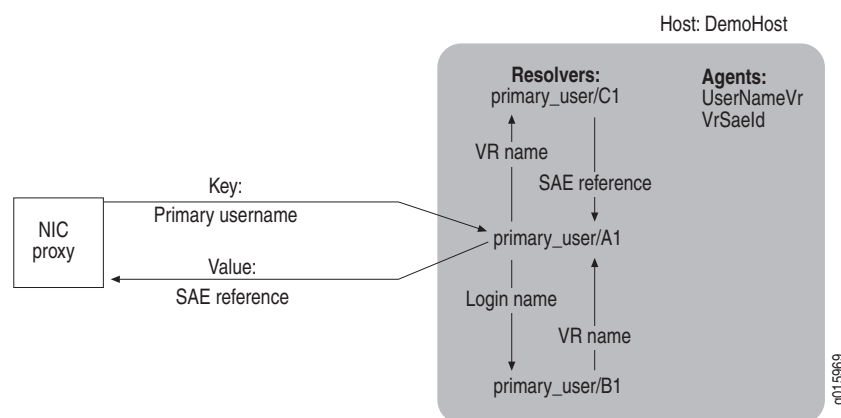 Host: DemoHost
Resolvers:
primary_user/C1
Agents:
UserNameVr
VrSaeId
VR name
SAE reference
Key:
Primary username
NIC
proxy
primary_user/A1
Value:
SAE reference
Login name
VR name
primary_user/B1
g015969